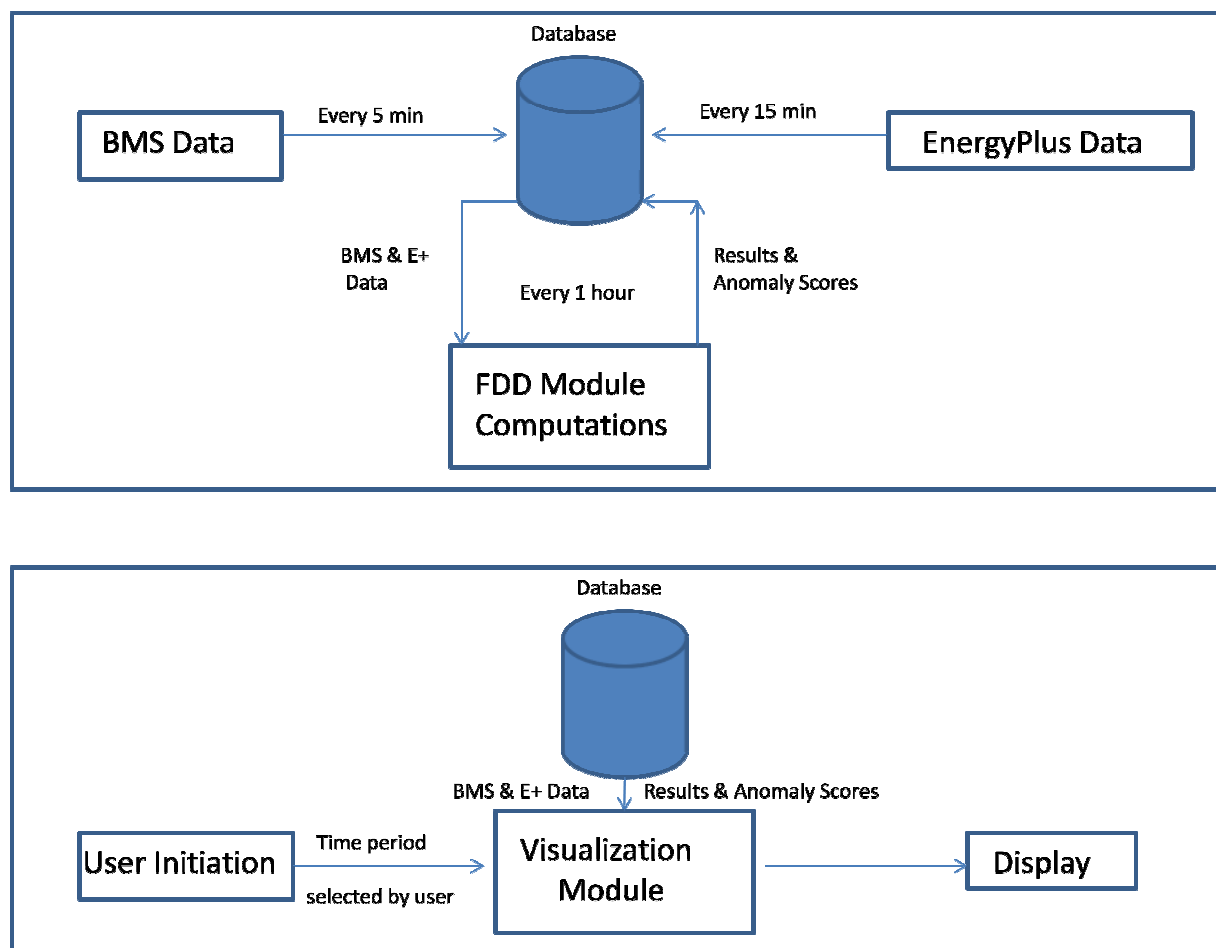 Database
BMS Data
Every 5 min
Every 15 min
EnergyPlus Data
BMS & E+
Data
Every 1 hour
Results &
Anomaly Scores
FDD Module
Computations
Database
BMS & E+ Data
Results & Anomaly Scores
User Initiation
Time period
selected by user
Visualization
Module
Display